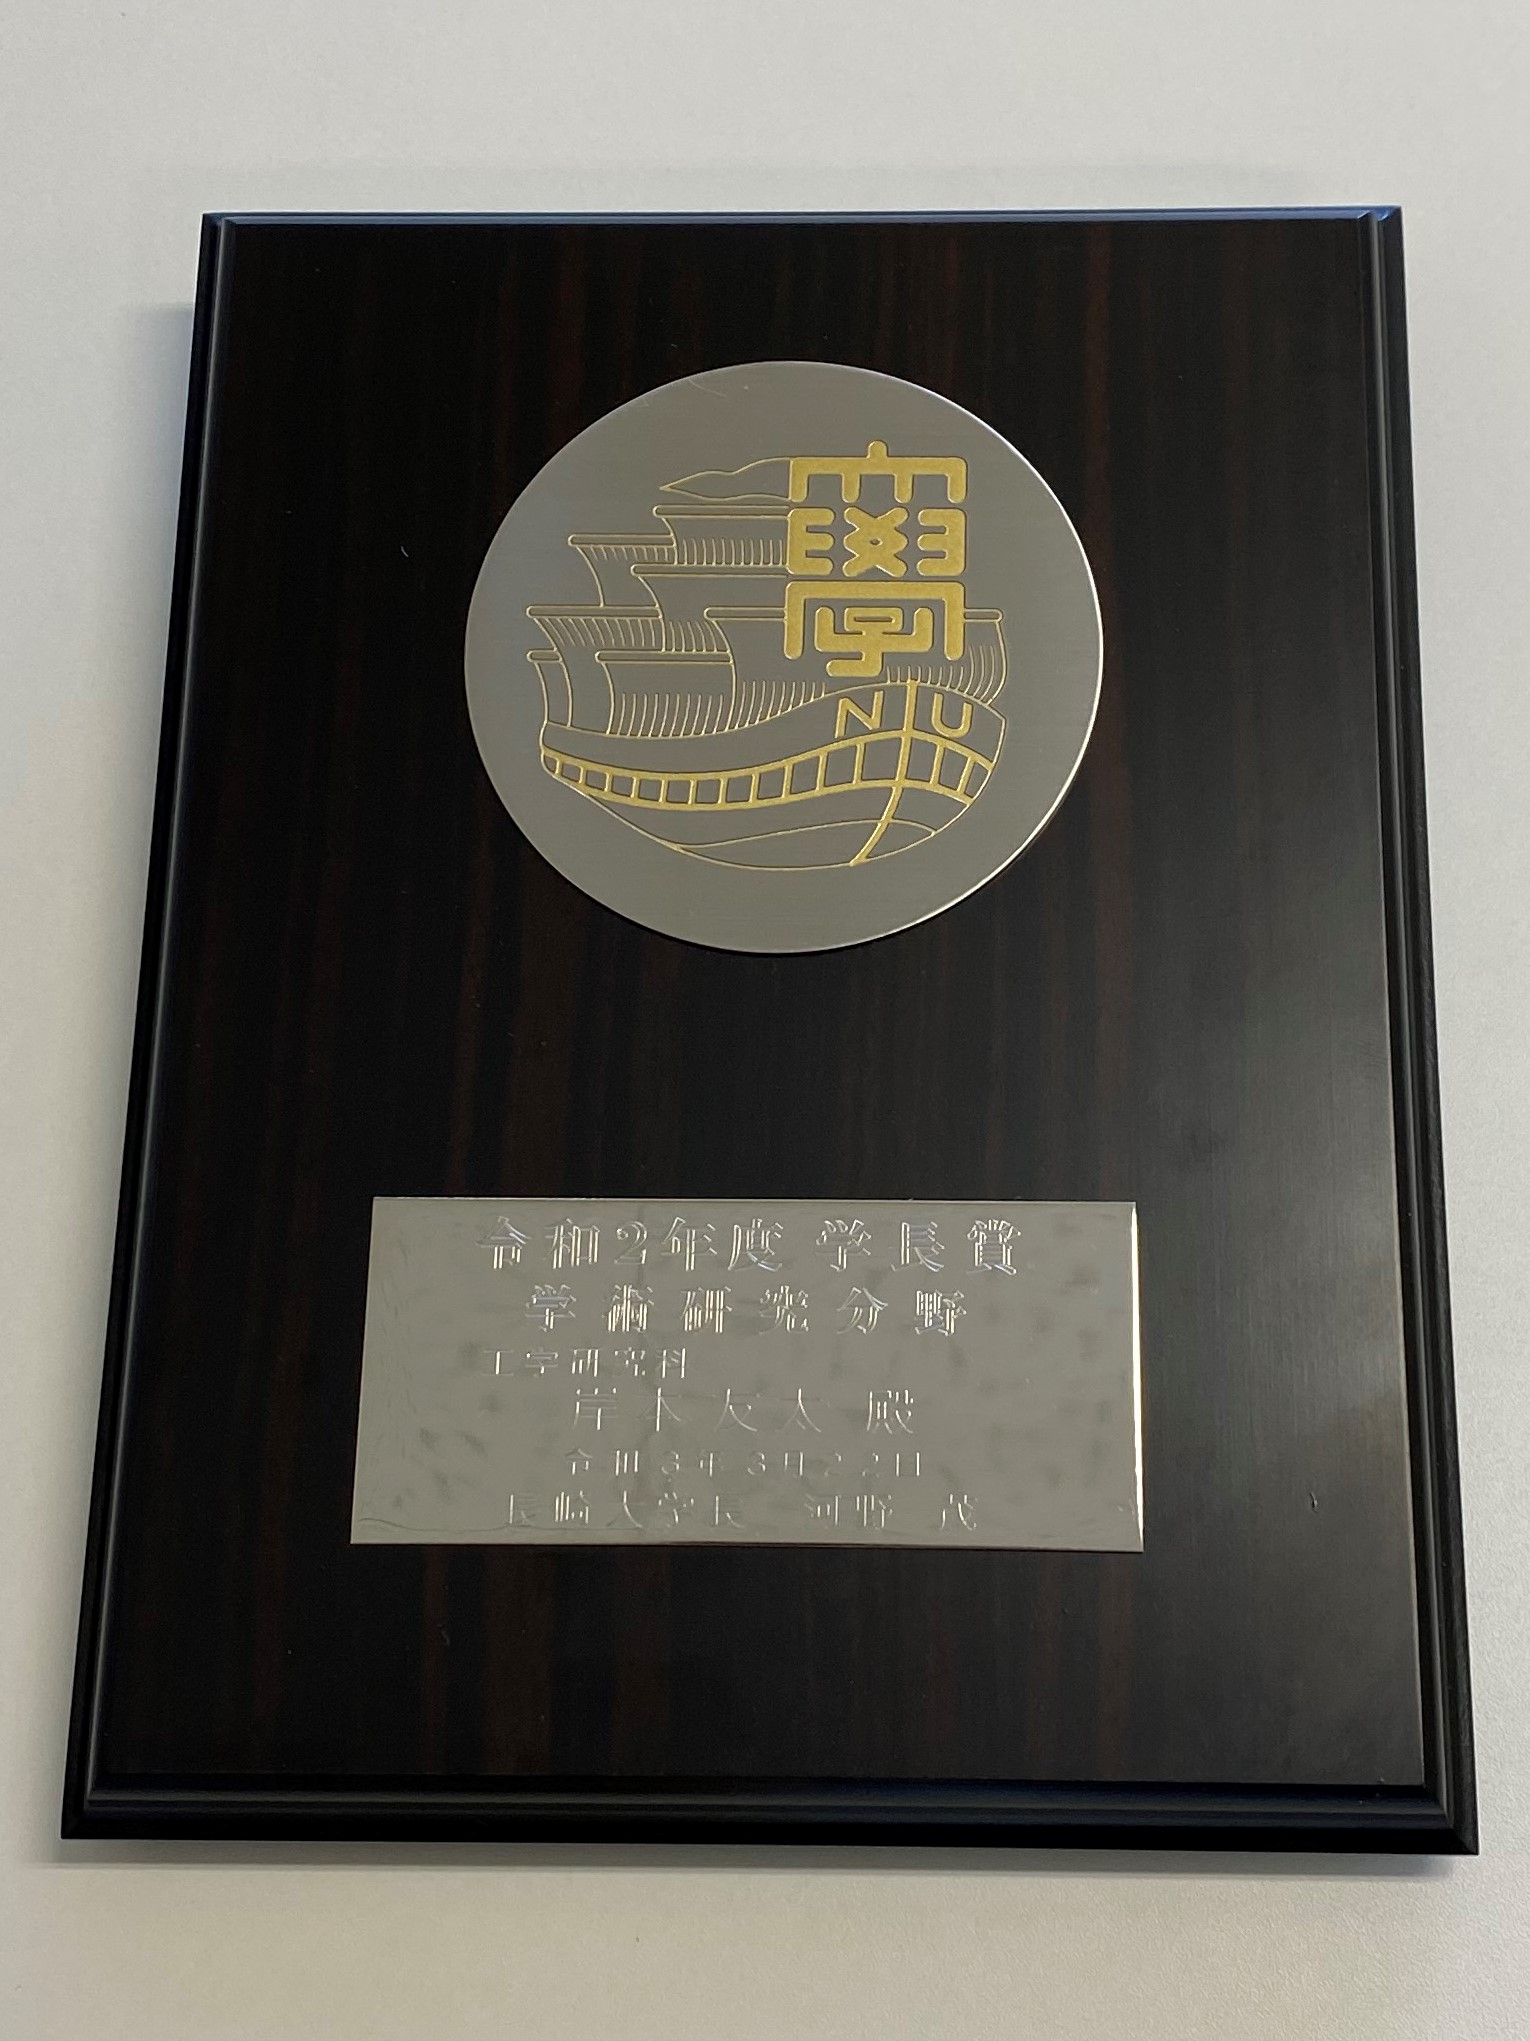 學
NU
令和2年度 学長賞
学術研究分野
工学研究科
岸本友太 殿
令和3年3月22日
長崎大学長 河野 茂